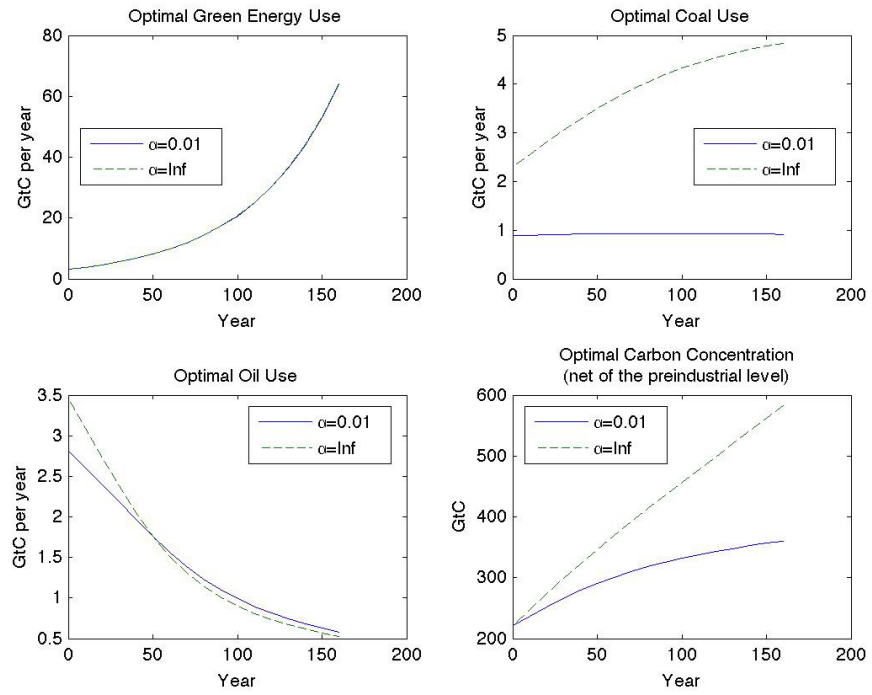 Optimal Green Energy Use
80
60
40
20
0
GtC per year
α=0.01
α=Inf
0 50 100 150 200
Year
Optimal Coal Use
5
4
3
2
1
0
GtC per year
α=0.01
α=Inf
0 50 100 150 200
Year
Optimal Oil Use
3.5
3
2.5
2
1.5
1
0.5
GtC per year
α=0.01
α=Inf
0 50 100 150 200
Year
Optimal Carbon Concentration
(net of the preindustrial level)
600
500
400
300
200
GtC
α=0.01
α=Inf
0 50 100 150 200
Year